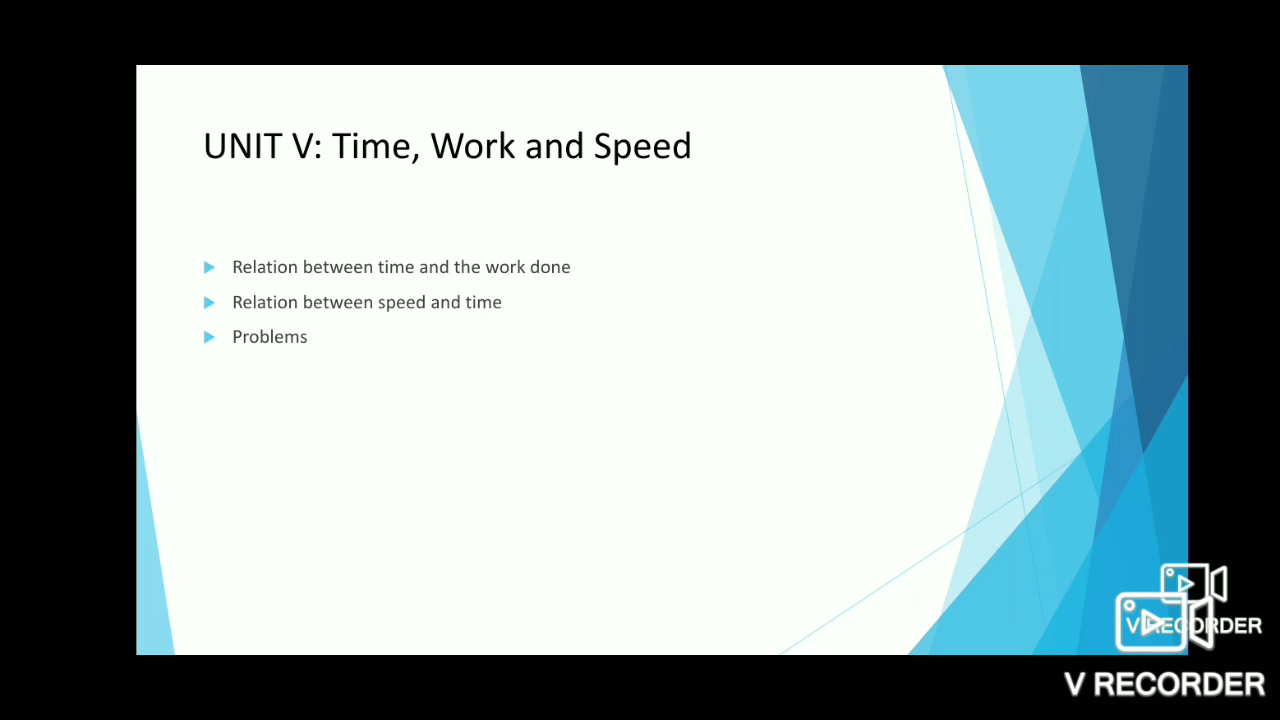 UNIT V: Time, Work and Speed
Relation between time and the work done
Relation between speed and time
Problems
V RECORDER
V RECORDER